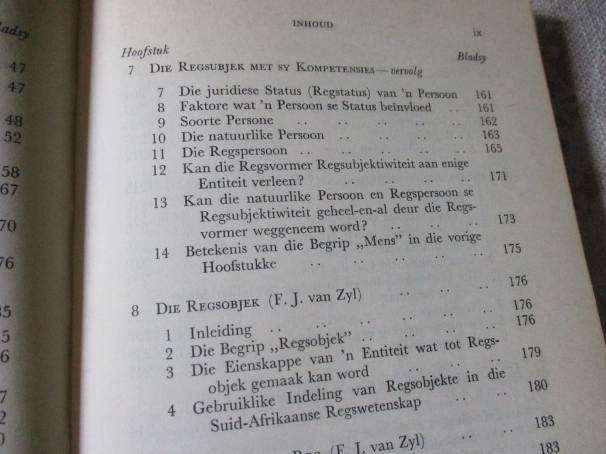 INHOUD ix
Bladsy
Hoofstuk Bladsy
47
47
48
52
58
67
70
76
7 DIE REGSUBJEK MET SY KOMPETENSIES—vervolg
7 Die juridiese Status (Regstatus) van 'n Persoon 161
8 Faktore wat 'n Persoon se Status beïnvloed .. 161
9 Soorte Persone .. .. .. .. .. 162
10 Die natuurlike Persoon .. .. .. .. 163
11 Die Regspersoon .. .. .. .. .. 165
12 Kan die Regsvormer Regsubjektiwiteit aan enige
Entiteit verleen? .. .. .. .. 171
13 Kan die natuurlike Persoon en Regspersoon se
Regsubjektiwiteit geheel-en-al deur die Regs-
vormer weggeneem word? .. .. .. 173
14 Betekenis van die Begrip „Mens" in die vorige
Hoofstukke .. .. .. .. 175
8 DIE REGSOBJEK (F. J. van Zyl) .. .. .. 176
1 Inleiding .. .. .. .. .. 176
2 Die Begrip „Regsobjek" .. .. .. .. 176
3 Die Eienskappe van 'n Entiteit wat tot Regs-
objek gemaak kan word .. .. .. 179
4 Gebruiklike Indeling van Regsobjekte in die
Suid-Afrikaanse Regswetenskap .. .. 180
(F. J. van Zyl) .. .. 183
183